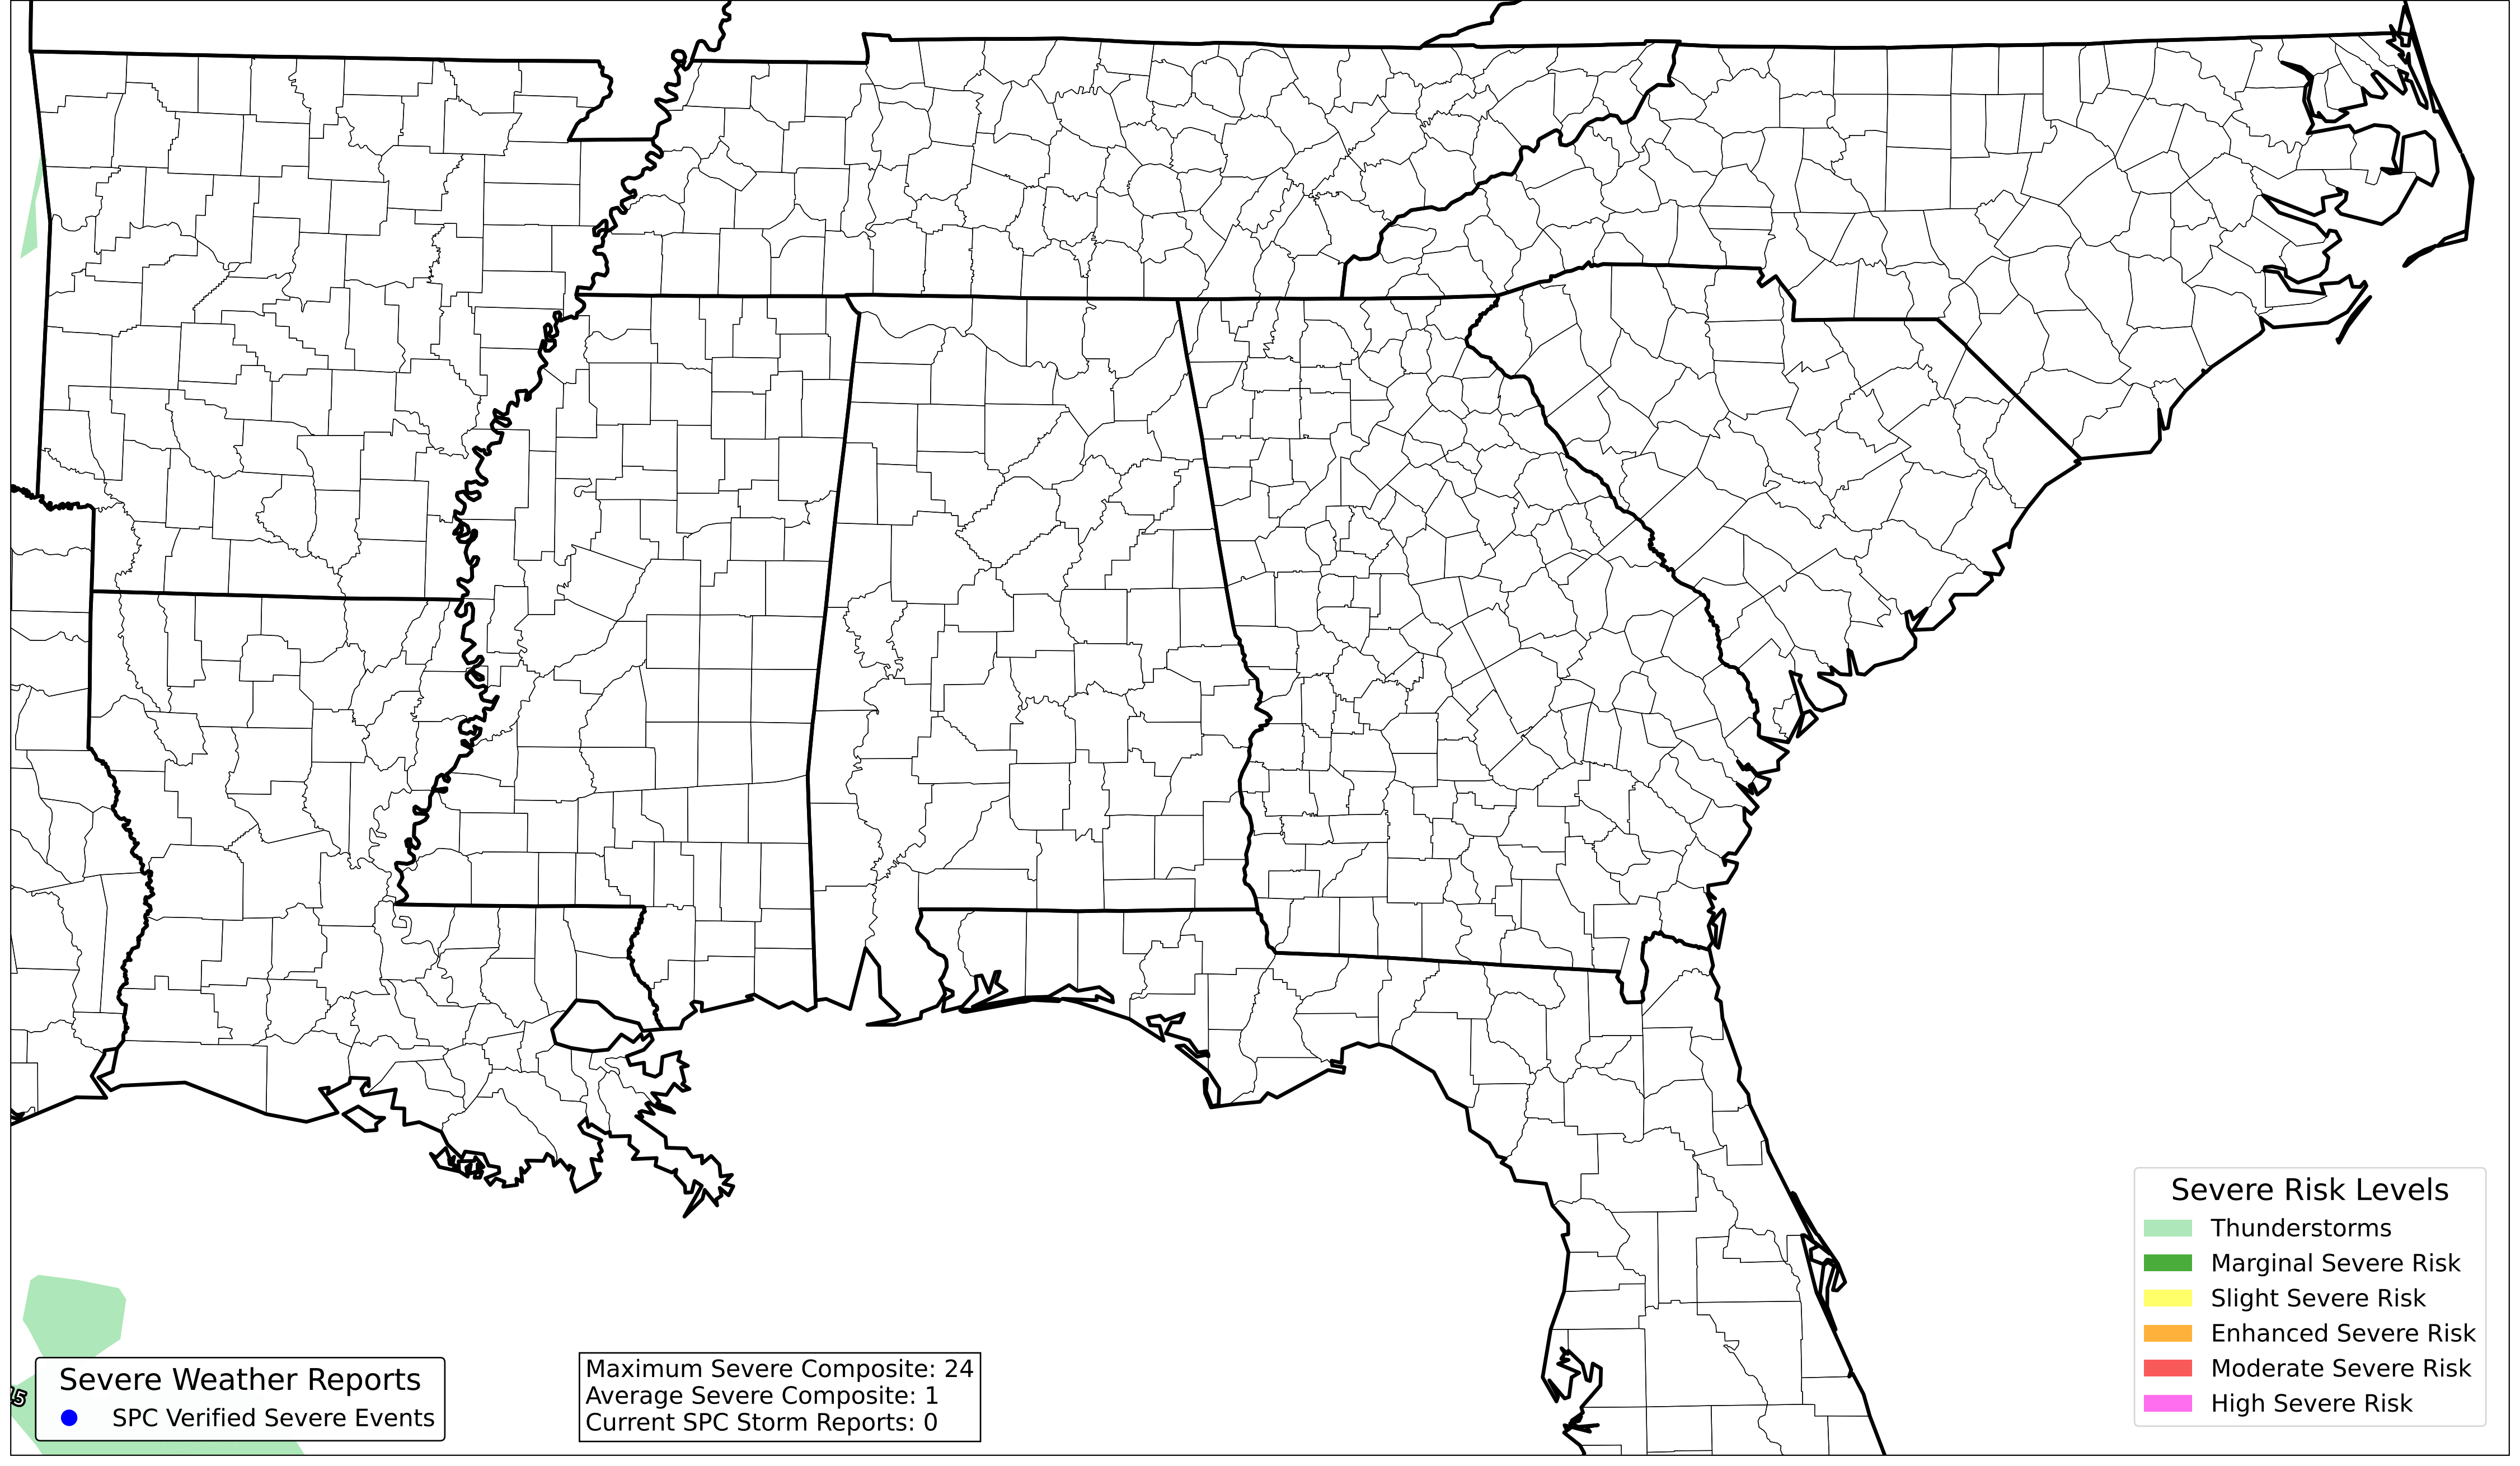 Severe Risk Levels
Thunderstorms
Marginal Severe Risk
Slight Severe Risk
Enhanced Severe Risk
Moderate Severe Risk
High Severe Risk
Maximum Severe Composite: 24
Average Severe Composite: 1
Current SPC Storm Reports: 0
Severe Weather Reports
SPC Verified Severe Events